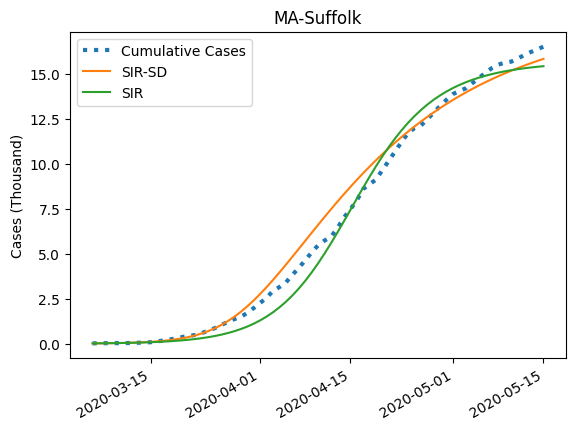 MA-Suffolk
Cumulative Cases
SIR-SD
SIR
Cases (Thousand)
15.0
12.5
10.0
7.5
5.0
2.5
0.0
2020-03-15
2020-04-01
2020-04-15
2020-05-01
2020-05-15